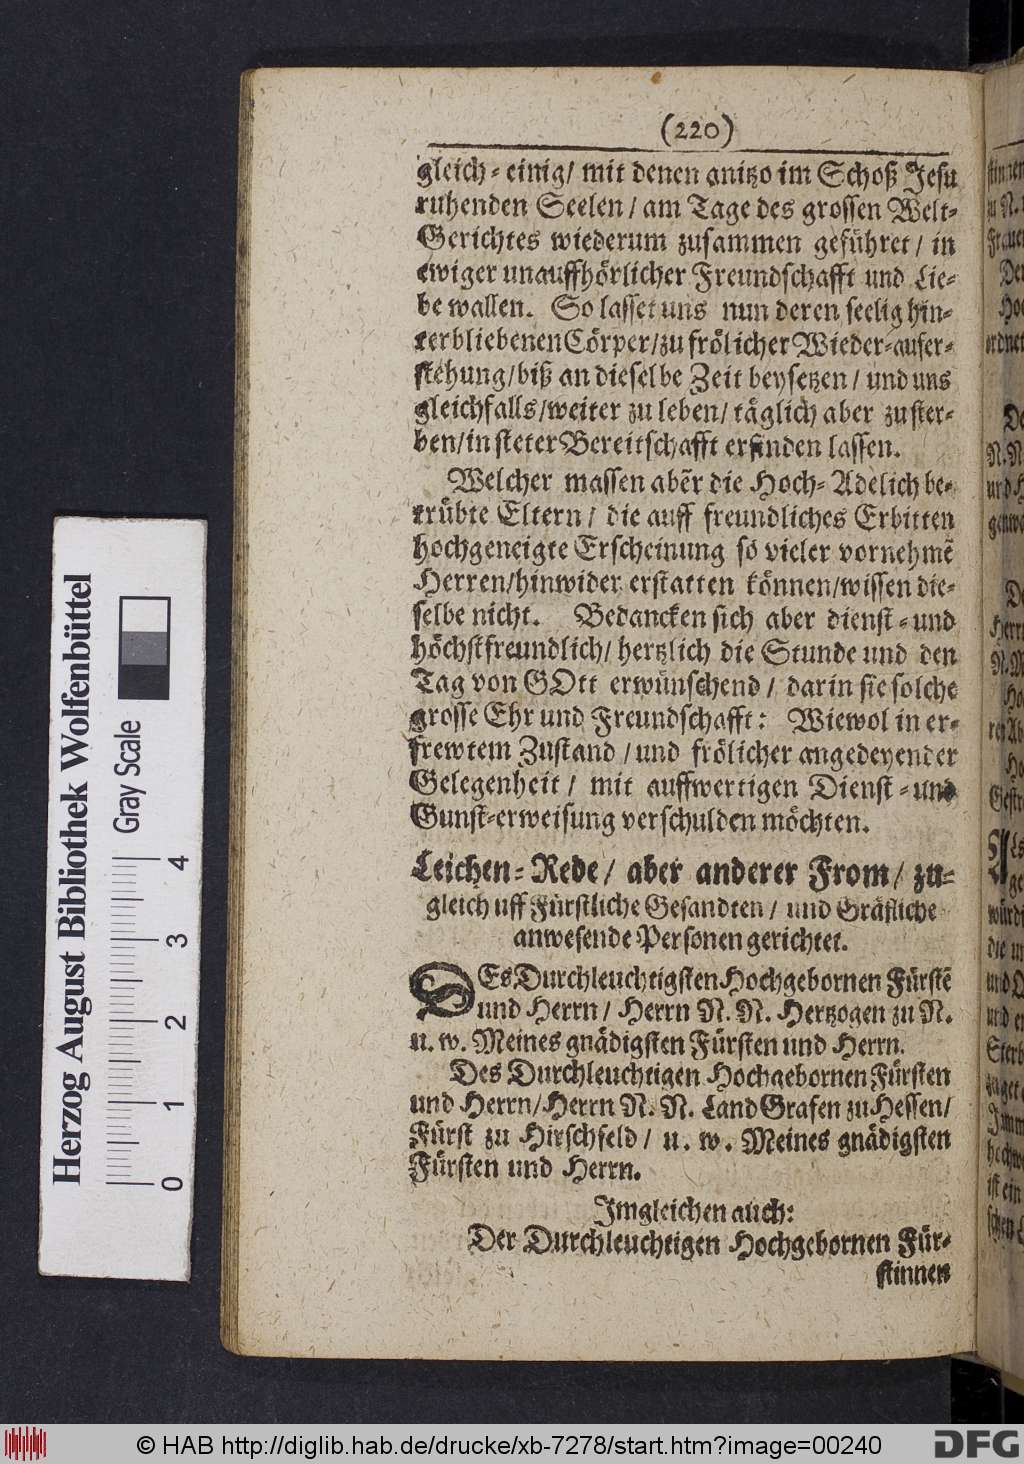 (220)
gleich-einig/ mit denen anitzo im Schoß Jesu
ruhenden Seelen/ am Tage des grossen Welt-
Gerichtes wiederum zusammen geführet/ in
ewiger unauffhörlicher Freundschafft und Lie-
be wallen. So lasset uns nun deren seelig hin-
terbliebenen Cörper/zu frölicher Wieder-aufer-
stehung/biß an dieselbe Zeit beysetzen/ und uns
gleichfalls/weiter zu leben/ täglich aber zu ster-
ben/in steter Bereitschafft erfinden lassen.
Welcher massen abẽr die Hoch-Adelich be-
trübte Eltern/ die auff freundliches Erbitten
hochgeneigte Erscheinung so vieler vornehmẽ
Herren/hinwider erstatten können/wissen die-
selbe nicht. Bedancken sich aber dienst-und
höchstfreundlich/ hertzlich die Stunde und den
Tag von GOtt erwünschend/ darin sie solche
grosse Ehr und Freundschafft: Wiewol in er-
frewtem Zustand/und frölicher angedeyender
Gelegenheit/ mit auffwertigen Dienst-und
Gunst-erweisung verschulden möchten.
Leichen-Rede/ aber anderer From/ zu-
gleich uff Fürstliche Gesandten/ und Gräfliche
anwesende Personen gerichtet.
DEs Durchleuchtigsten Hochgebornen Fürstẽ
und Herrn/ Herrn N. N. Hertzogen zu N.
u. w. Meines gnädigsten Fürsten und Herrn.
Des Durchleuchtigen Hochgebornen Fürsten
und Herrn/Herrn N. N. Land Grafen zu Hessen/
Fürst zu Hirschfeld/ u. w. Meines gnädigsten
Fürsten und Herrn.
Imgleichen auch:
Der Durchleuchtigen Hochgebornen Für-
stinnen
Herzog August Bibliothek Wolfenbüttel
Gray Scale
0 1 2 3 4
© HAB http://diglib.hab.de/drucke/xb-7278/start.htm?image=00240
DFG